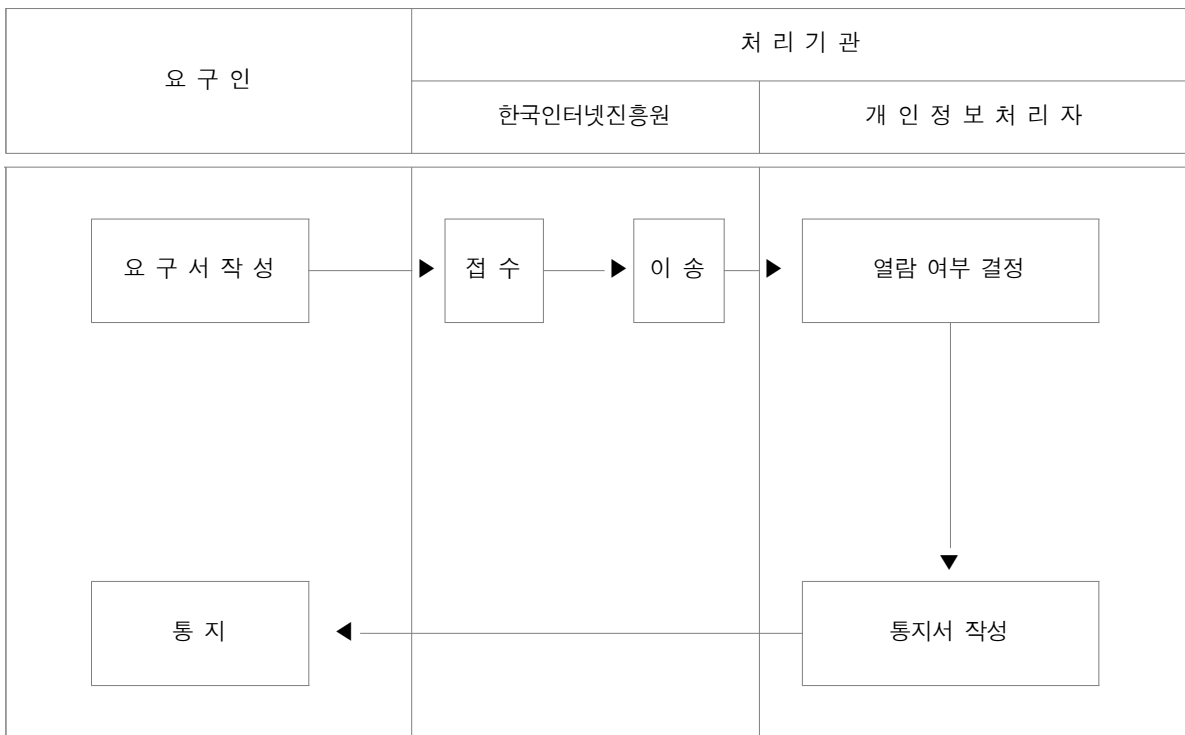 처 리 기 관
요 구 인
한국인터넷진흥원
개 인 정 보 처 리 자
요 구 서 작 성
접 수
이 송
열람 여부 결정
통 지
통지서 작성